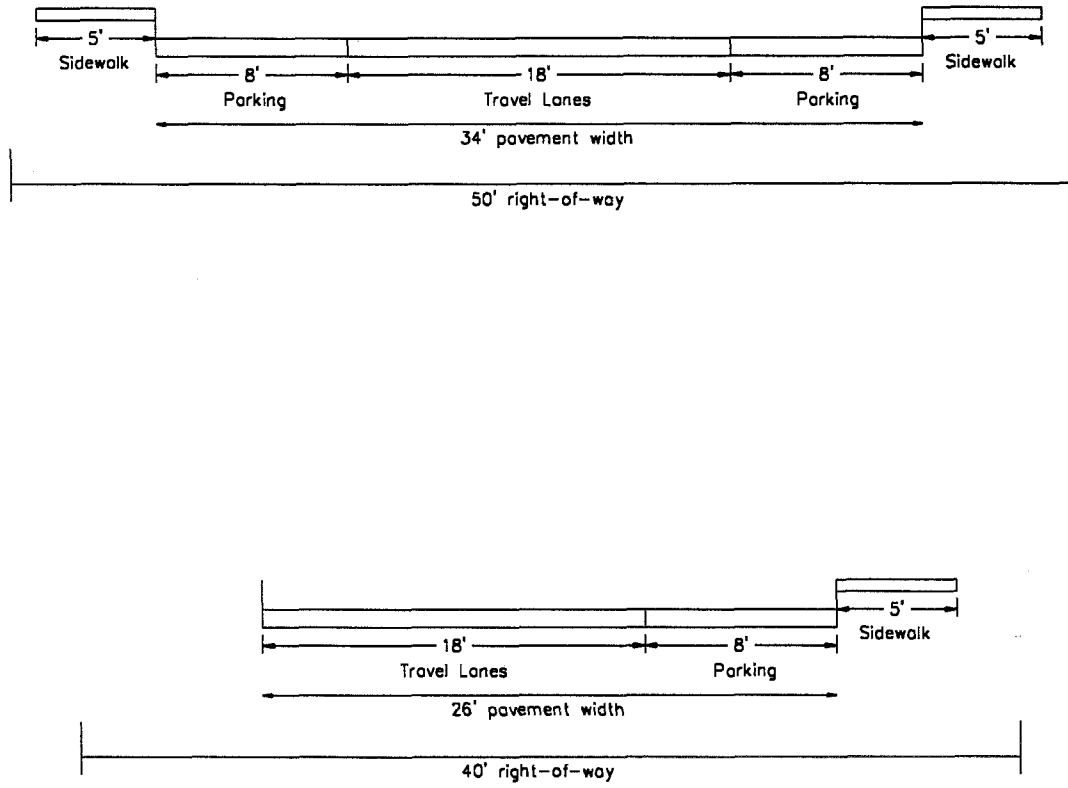 5' 5'
Sidewalk Sidewalk
8' 18' 8'
Parking Travel Lanes Parking
34' pavement width
50' right-of-way
5'
Sidewalk
18' 8'
Travel Lanes Parking
26' pavement width
40' right-of-way